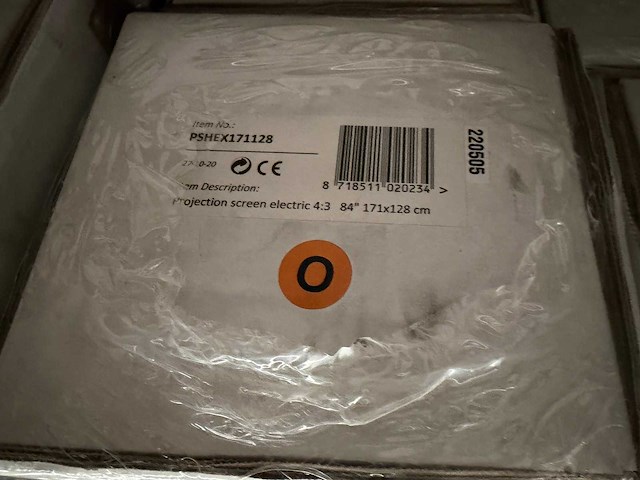 Item No.:
PSHEX171128
CE
Item Description:
8 718511 020234 >
Projection screen electric 4:3 84" 171x128 cm
220505
O